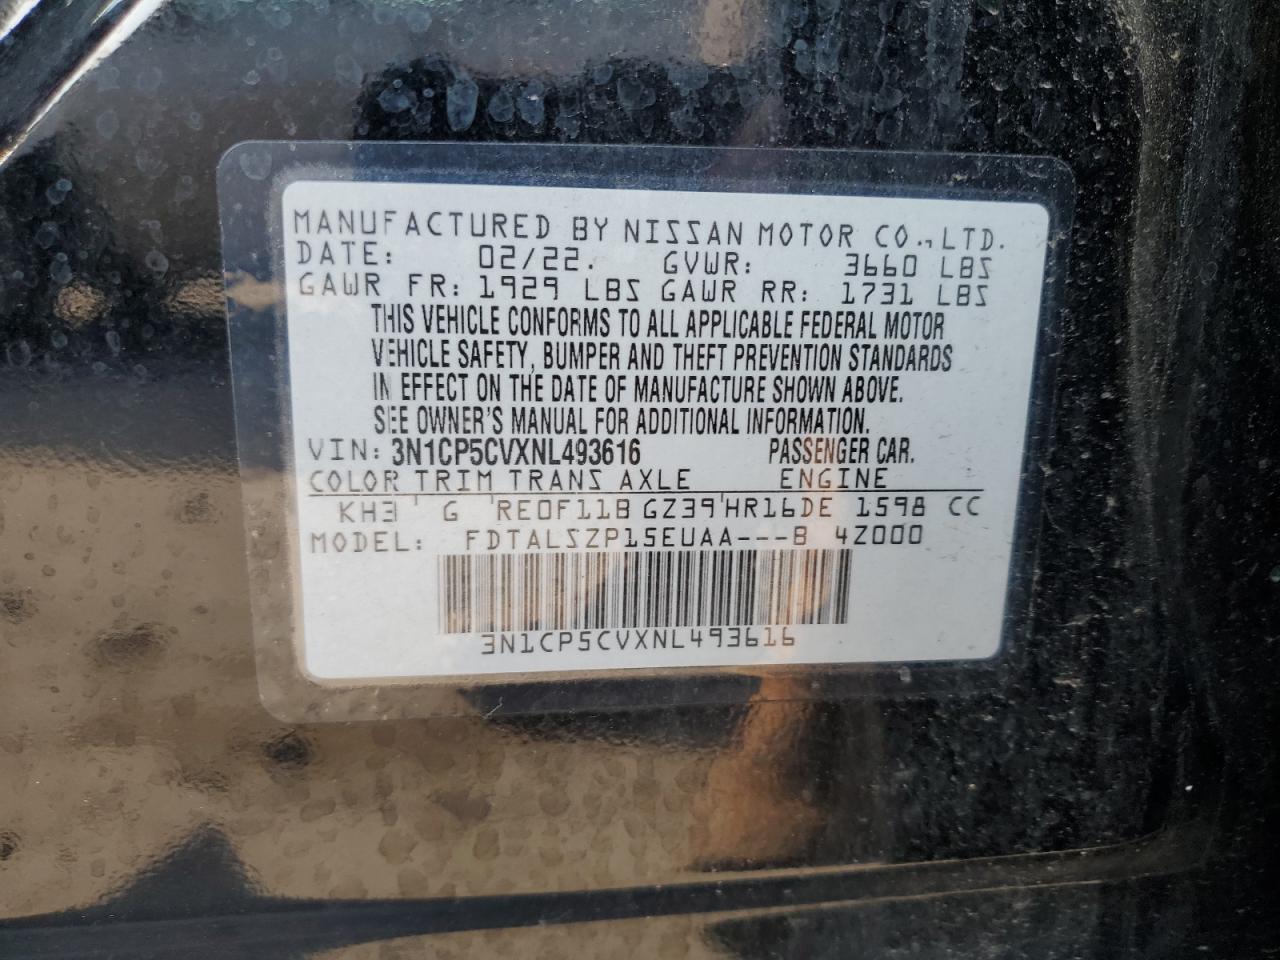 MANUFACTURED BY NISSAN MOTOR CO., LTD.
DATE: 02/22. GVWR: 3660 LBS
GAWR FR: 1929 LBS GAWR RR: 1731 LBS
THIS VEHICLE CONFORMS TO ALL APPLICABLE FEDERAL MOTOR
VEHICLE SAFETY, BUMPER AND THEFT PREVENTION STANDARDS
IN EFFECT ON THE DATE OF MANUFACTURE SHOWN ABOVE.
SEE OWNER'S MANUAL FOR ADDITIONAL INFORMATION.
VIN: 3N1CP5CVXNL493616 PASSENGER CAR.
COLOR TRIM TRANS AXLE ENGINE
KH3 G RE0F11B GZ39 HR16DE 1598 CC
MODEL: FDTALSZP15EUAA---B 4Z000
3N1CP5CVXNL493616